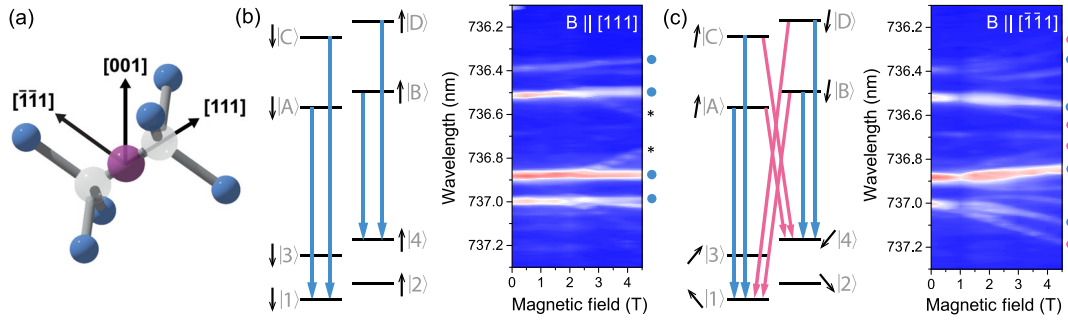 (a)
[001]
[1̄1̄1]
[111]
(b)
↓|C⟩
↑|D⟩
↓|A⟩
↑|B⟩
↓|3⟩
↑|4⟩
↓|1⟩
↑|2⟩
Wavelength (nm)
736.2
736.4
736.6
736.8
737.0
737.2
B || [111]
*
*
0 1 2 3 4
Magnetic field (T)
(c)
|C⟩
|D⟩
|A⟩
|B⟩
|3⟩
|4⟩
|1⟩
|2⟩
Wavelength (nm)
736.2
736.4
736.6
736.8
737.0
737.2
B || [1̄1̄1]
0 1 2 3 4
Magnetic field (T)